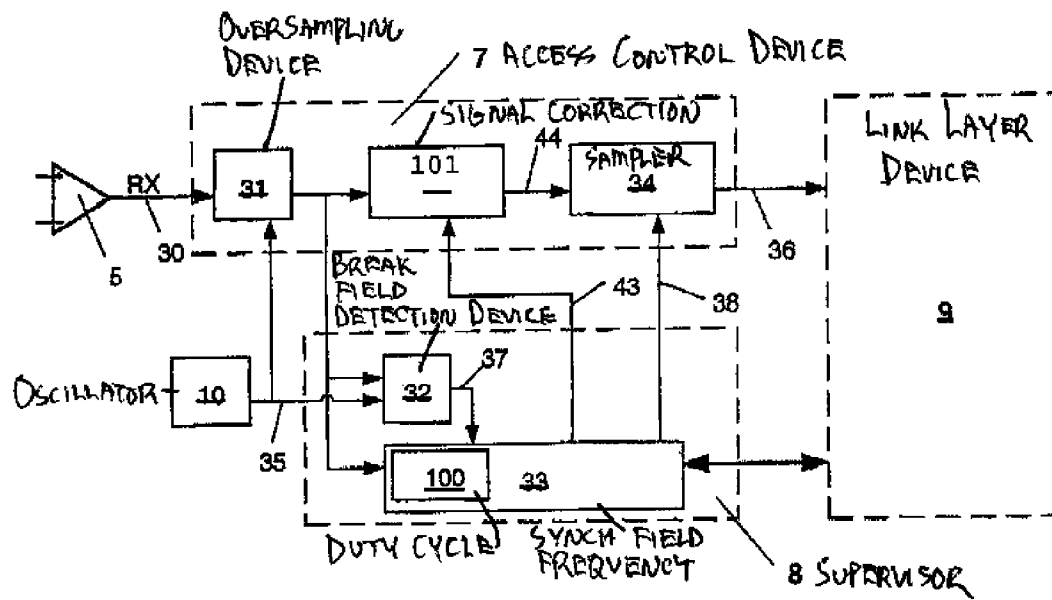 OVERSAMPLING
DEVICE
7 ACCESS CONTROL DEVICE
SIGNAL CORRECTION
44
LINK LAYER
DEVICE
SAMPLER
101
RX
31
34
5
30
36
BREAK
FIELD
DETECTION DEVICE
43
38
9
OSCILLATOR
10
32
37
35
100
33
DUTY CYCLE
SYNCH FIELD
FREQUENCY
8 SUPERVISOR